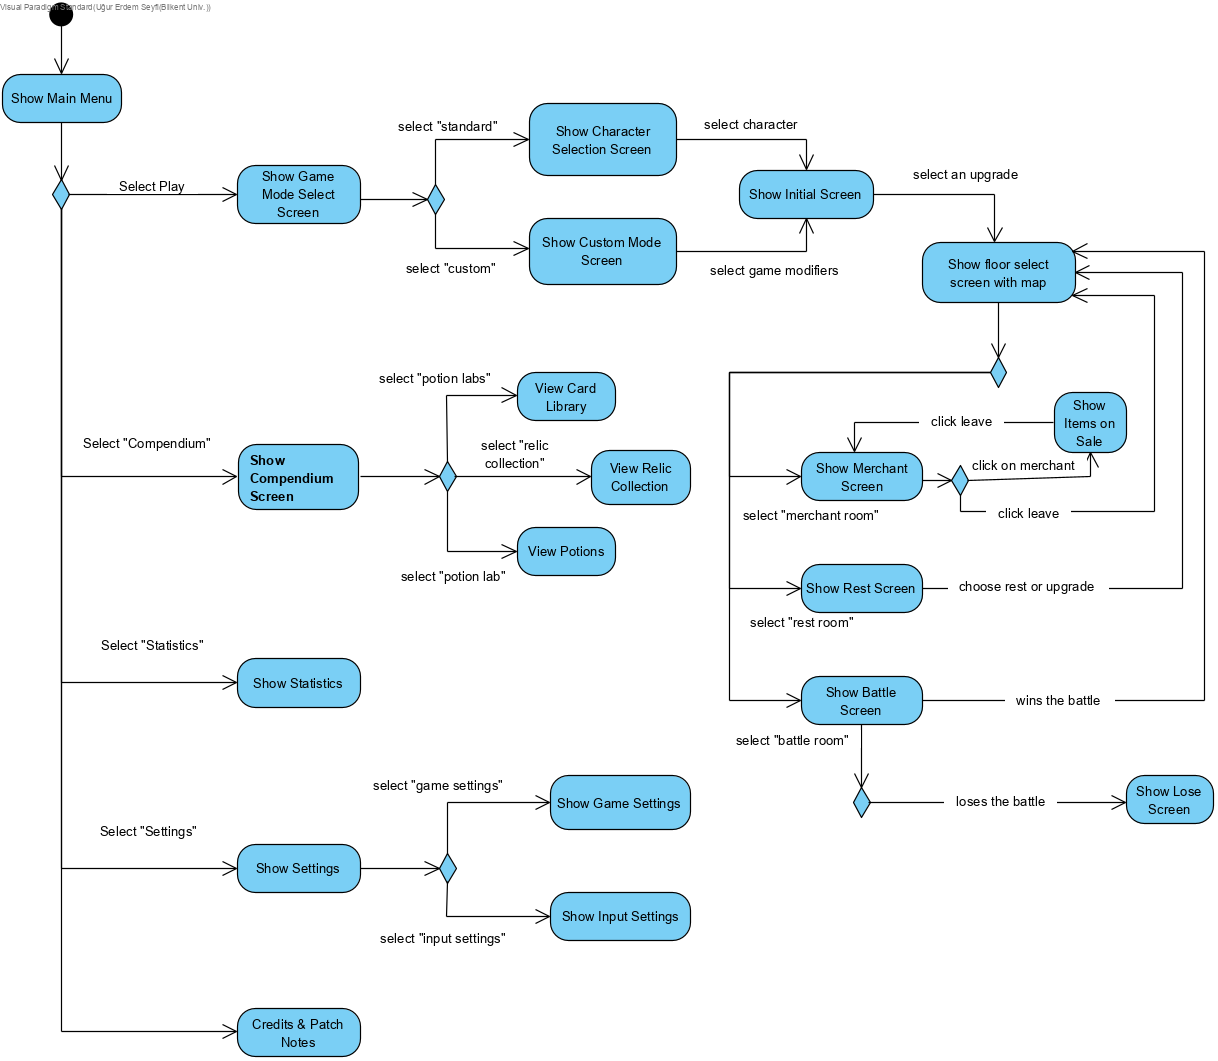 Visual Paradigm Standard(Uğur Erdem Seyfi(Bilkent Univ.))
Show Main Menu
Select Play
Show Game
Mode Select
Screen
select "standard"
select "custom"
Show Character
Selection Screen
Show Custom Mode
Screen
select character
select game modifiers
Show Initial Screen
select an upgrade
Show floor select
screen with map
Select "Compendium"
Show
Compendium
Screen
select "potion labs"
View Card
Library
select "relic
collection"
View Relic
Collection
select "potion lab"
View Potions
click leave
Show
Items on
Sale
Show Merchant
Screen
click on merchant
click leave
select "merchant room"
Show Rest Screen
choose rest or upgrade
select "rest room"
Show Battle
Screen
wins the battle
select "battle room"
loses the battle
Show Lose
Screen
Select "Statistics"
Show Statistics
Select "Settings"
Show Settings
select "game settings"
Show Game Settings
select "input settings"
Show Input Settings
Credits & Patch
Notes